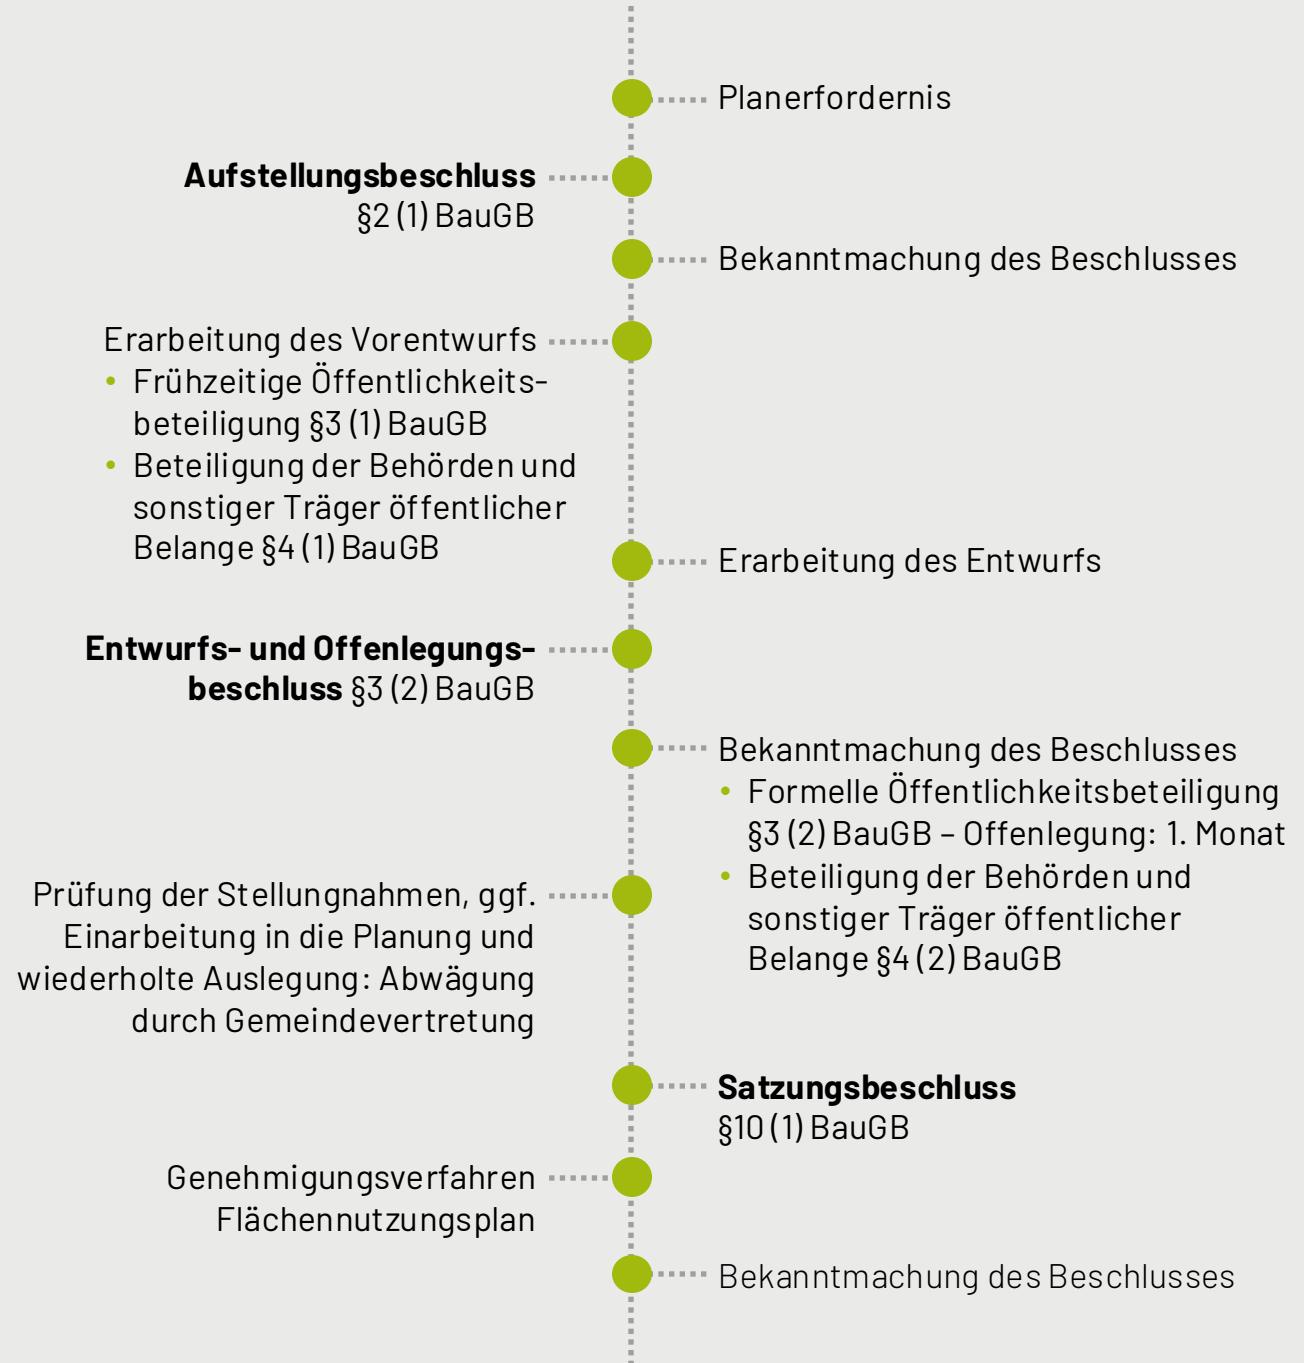 Planerfordernis
Aufstellungsbeschluss
§2 (1) BauGB
Bekanntmachung des Beschlusses
Erarbeitung des Vorentwurfs
• Frühzeitige Öffentlichkeits-
beteiligung §3 (1) BauGB
• Beteiligung der Behörden und
sonstiger Träger öffentlicher
Belange §4 (1) BauGB
Erarbeitung des Entwurfs
Entwurfs- und Offenlegungs-
beschluss §3 (2) BauGB
Bekanntmachung des Beschlusses
• Formelle Öffentlichkeitsbeteiligung
§3 (2) BauGB – Offenlegung: 1. Monat
• Beteiligung der Behörden und
sonstiger Träger öffentlicher
Belange §4 (2) BauGB
Prüfung der Stellungnahmen, ggf.
Einarbeitung in die Planung und
wiederholte Auslegung: Abwägung
durch Gemeindevertretung
Satzungsbeschluss
§10 (1) BauGB
Genehmigungsverfahren
Flächennutzungsplan
Bekanntmachung des Beschlusses